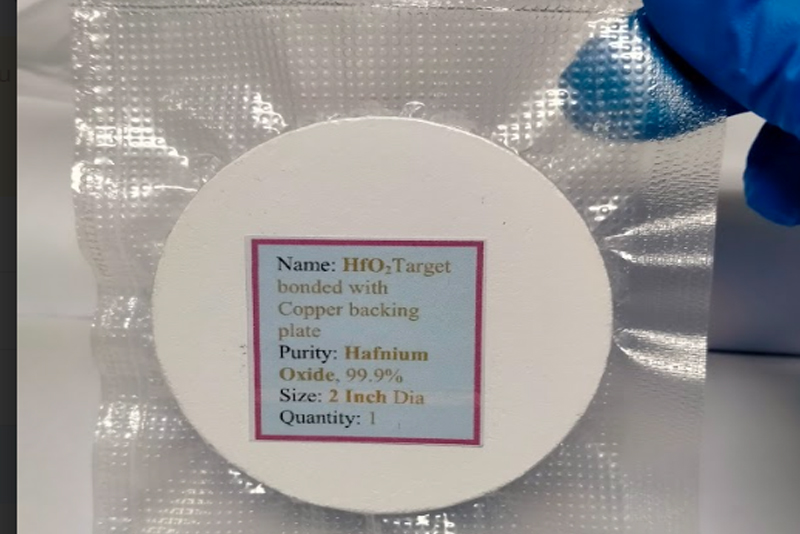 Name: HfO₂Target
bonded with
Copper backing
plate
Purity: Hafnium
Oxide, 99.9%
Size: 2 Inch Dia
Quantity: 1